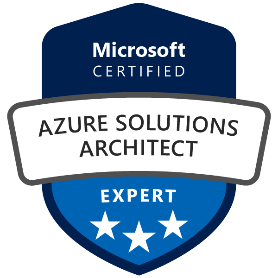 Microsoft
CERTIFIED
AZURE SOLUTIONS
ARCHITECT
EXPERT